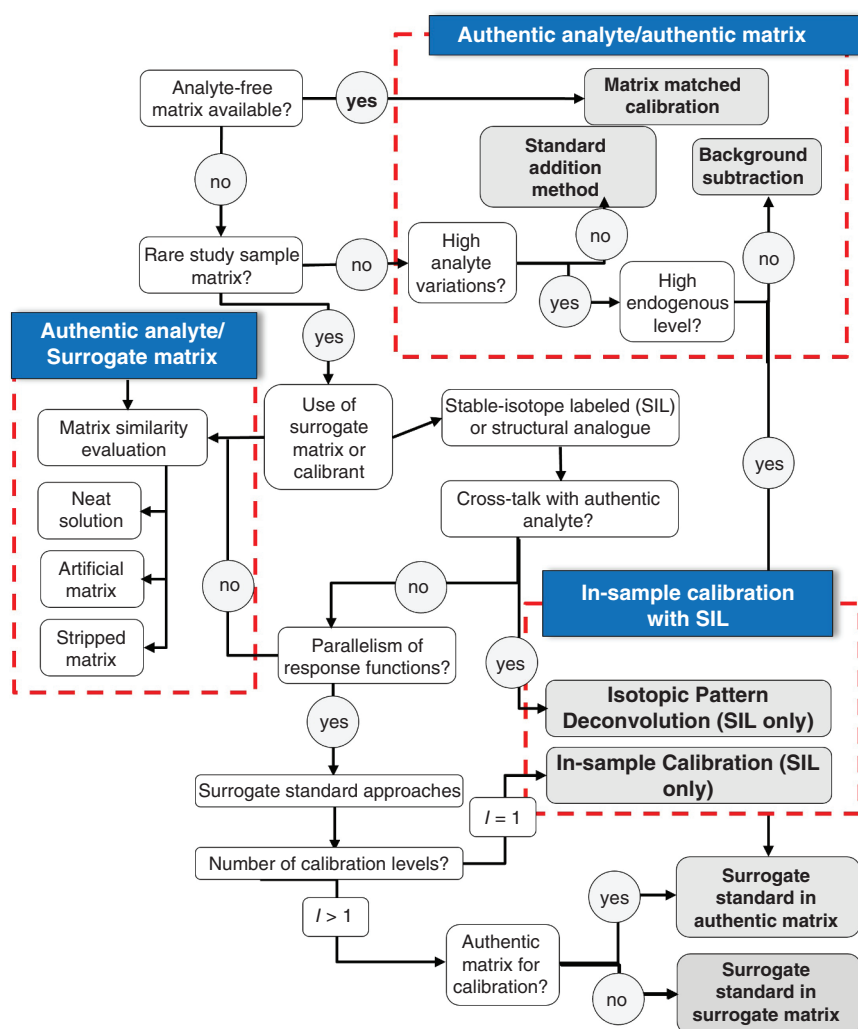 Authentic analyte/authentic matrix
Analyte-free
matrix available?
yes
Matrix matched
calibration
Standard
addition
method
Background
subtraction
no
Rare study sample
matrix?
no
High
analyte
variations?
no
yes
High
endogenous
level?
no
yes
Authentic analyte/
Surrogate matrix
yes
Matrix similarity
evaluation
Use of
surrogate
matrix or
calibrant
Stable-isotope labeled (SIL)
or structural analogue
Neat
solution
Artificial
matrix
Stripped
matrix
Cross-talk with authentic
analyte?
no
no
In-sample calibration
with SIL
Parallelism of
response functions?
yes
Isotopic Pattern
Deconvolution (SIL only)
yes
In-sample Calibration (SIL
only)
Surrogate standard approaches
l = 1
Number of calibration levels?
l > 1
Authentic
matrix for
calibration?
yes
Surrogate
standard in
authentic matrix
no
Surrogate
standard in
surrogate matrix